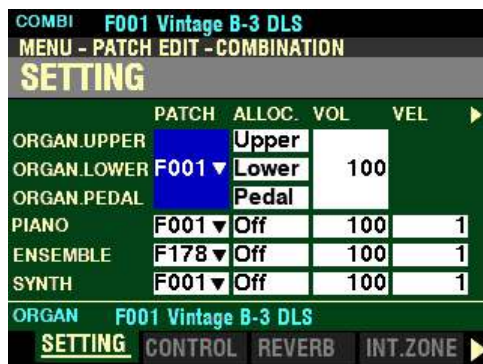 COMBI F001 Vintage B-3 DLS
MENU - PATCH EDIT - COMBINATION
SETTING
PATCH ALLOC. VOL VEL ▶
ORGAN.UPPER Upper
ORGAN.LOWER F001 ▼ Lower 100
ORGAN.PEDAL Pedal
PIANO F001 ▼ Off 100 1
ENSEMBLE F178 ▼ Off 100 1
SYNTH F001 ▼ Off 100 1
ORGAN F001 Vintage B-3 DLS
SETTING CONTROL REVERB INT.ZONE ▶